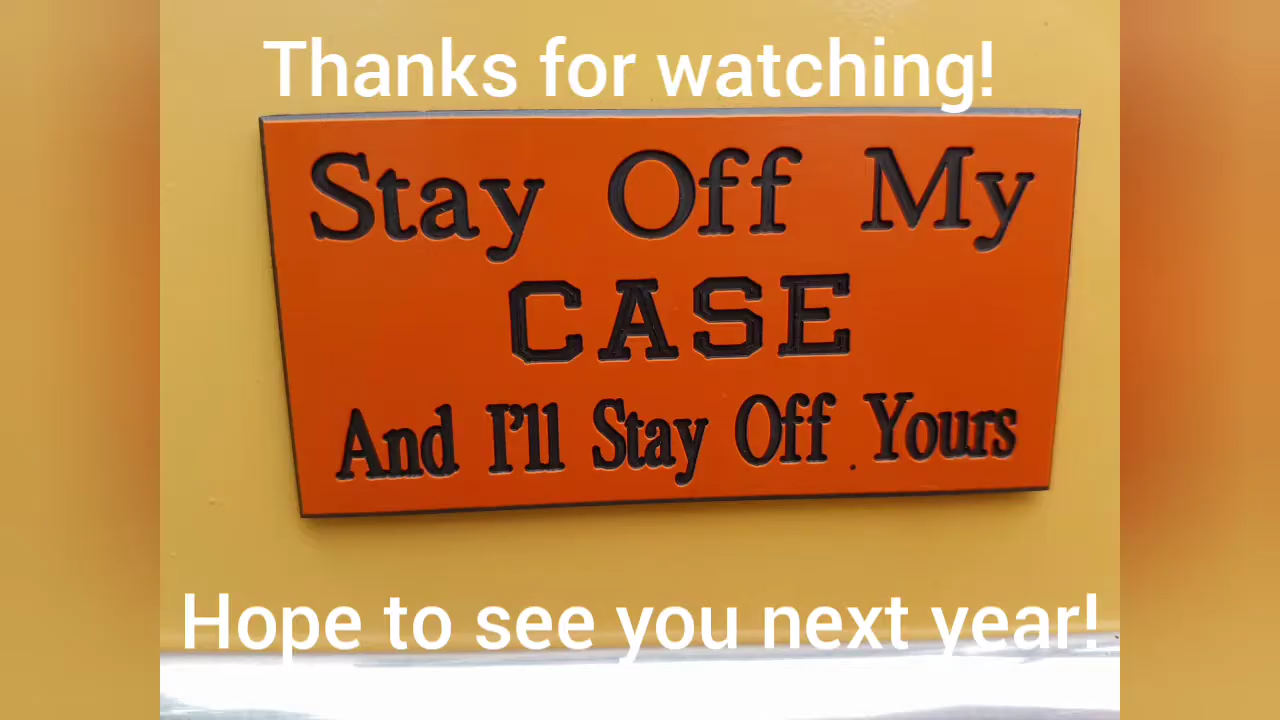 Thanks for watching!
Stay Off My
CASE
And I'll Stay Off Yours
Hope to see you next year!